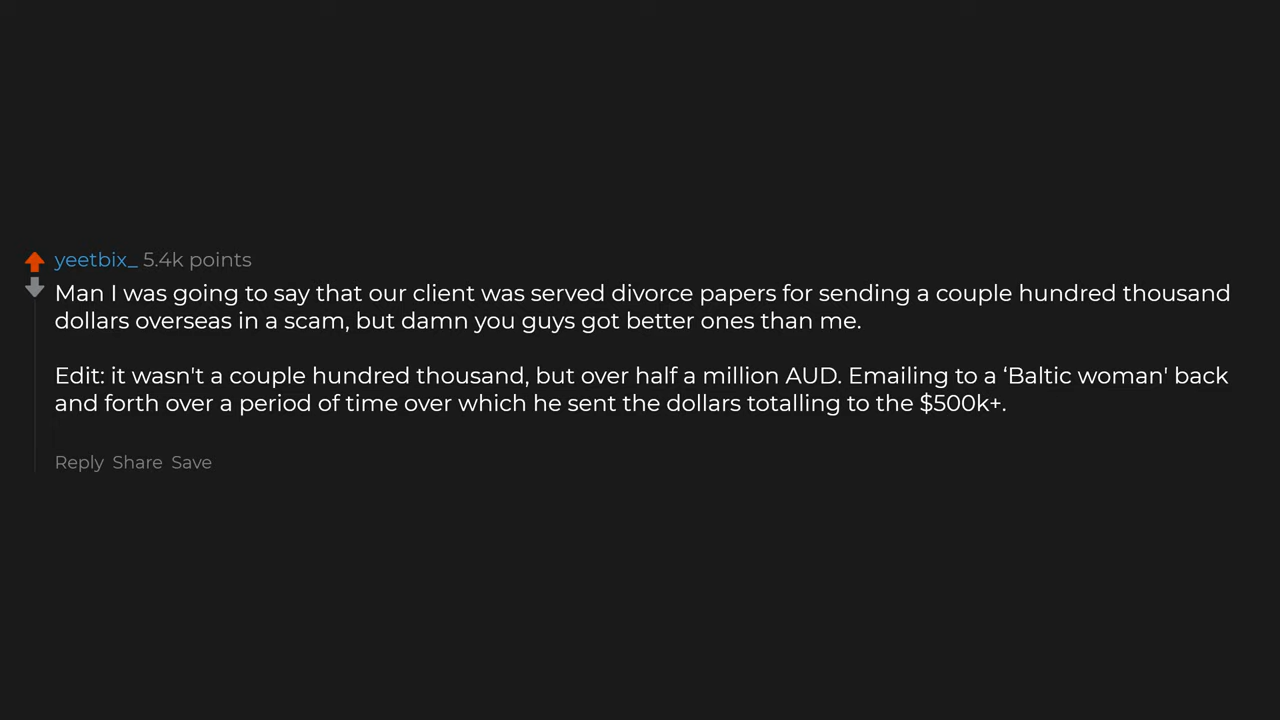 yeetbix_ 5.4k points
Man I was going to say that our client was served divorce papers for sending a couple hundred thousand
dollars overseas in a scam, but damn you guys got better ones than me.
Edit: it wasn't a couple hundred thousand, but over half a million AUD. Emailing to a ‘Baltic woman' back
and forth over a period of time over which he sent the dollars totalling to the $500k+.
Reply Share Save